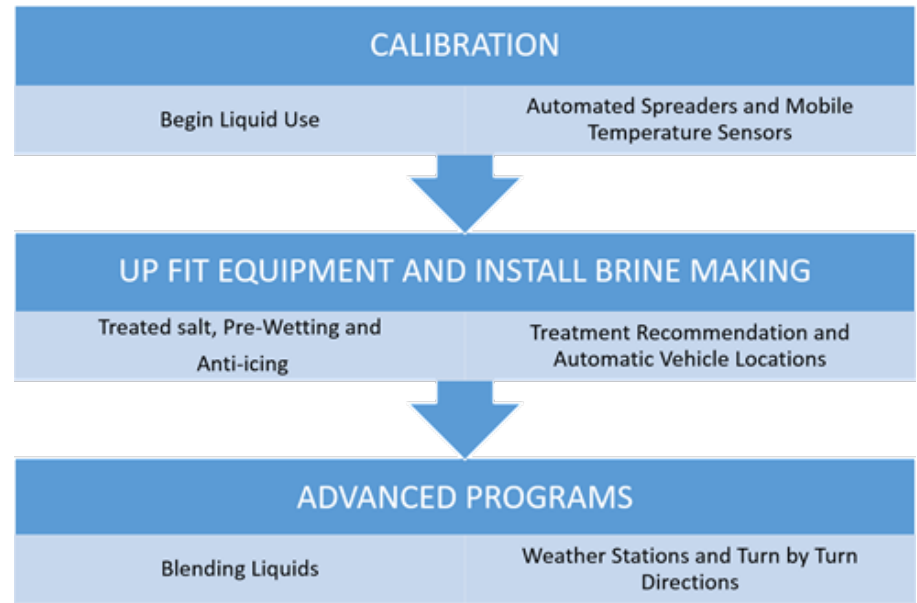 CALIBRATION
Begin Liquid Use
Automated Spreaders and Mobile
Temperature Sensors
UP FIT EQUIPMENT AND INSTALL BRINE MAKING
Treated salt, Pre-Wetting and
Anti-icing
Treatment Recommendation and
Automatic Vehicle Locations
ADVANCED PROGRAMS
Blending Liquids
Weather Stations and Turn by Turn
Directions